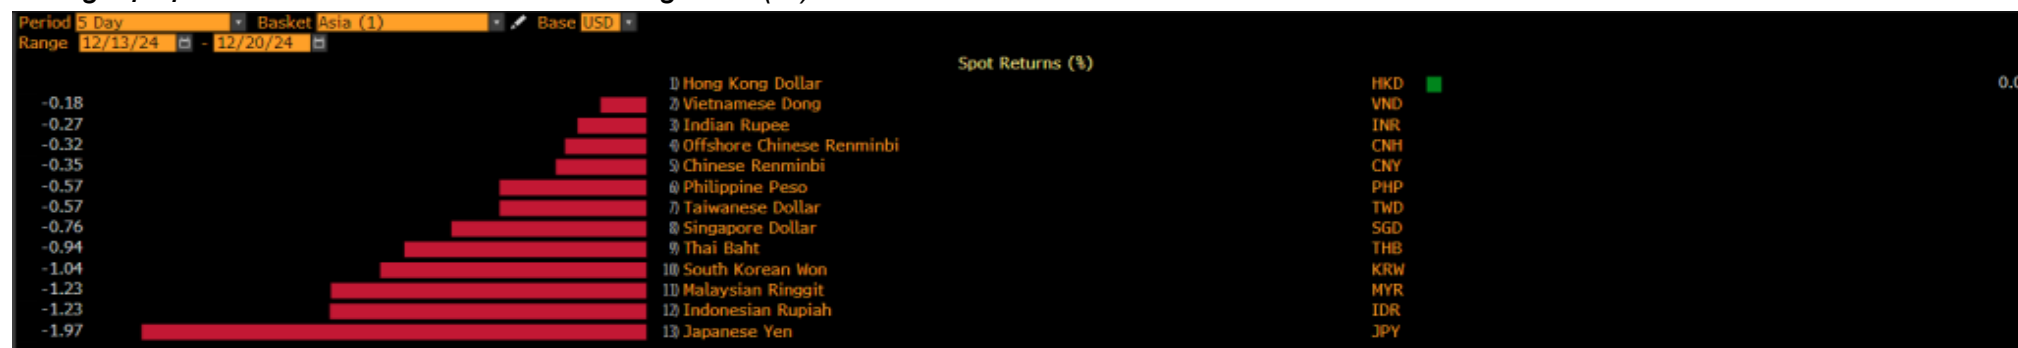 Period 5 Day Basket Asia (1) Base USD
Range 12/13/24 - 12/20/24
Spot Returns (%)
1) Hong Kong Dollar HKD 0.0
-0.18 2) Vietnamese Dong VND
-0.27 3) Indian Rupee INR
-0.32 4) Offshore Chinese Renminbi CNH
-0.35 5) Chinese Renminbi CNY
-0.57 6) Philippine Peso PHP
-0.57 7) Taiwanese Dollar TWD
-0.76 8) Singapore Dollar SGD
-0.94 9) Thai Baht THB
-1.04 10) South Korean Won KRW
-1.23 11) Malaysian Ringgit MYR
-1.23 12) Indonesian Rupiah IDR
-1.97 13) Japanese Yen JPY